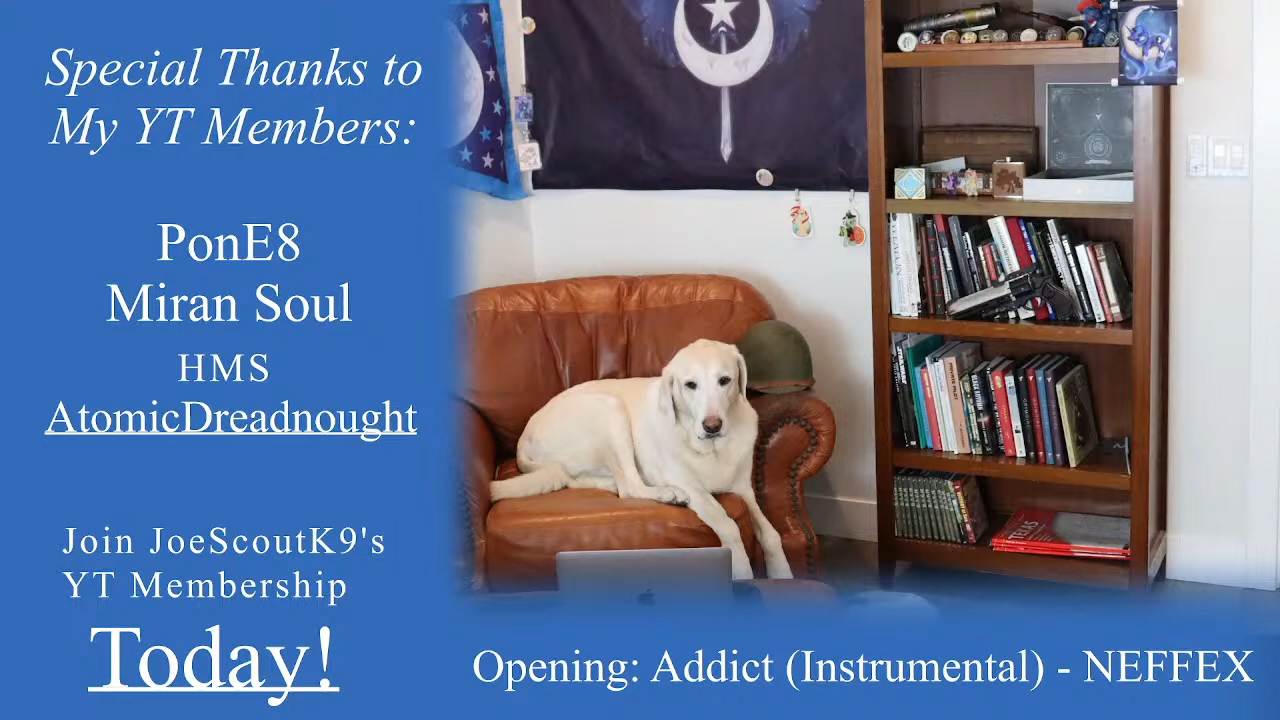 Special Thanks to
My YT Members:
PonE8
Miran Soul
HMS
AtomicDreadnought
Join JoeScoutK9's
YT Membership
Today!
Opening: Addict (Instrumental) - NEFFEX
TEXAS